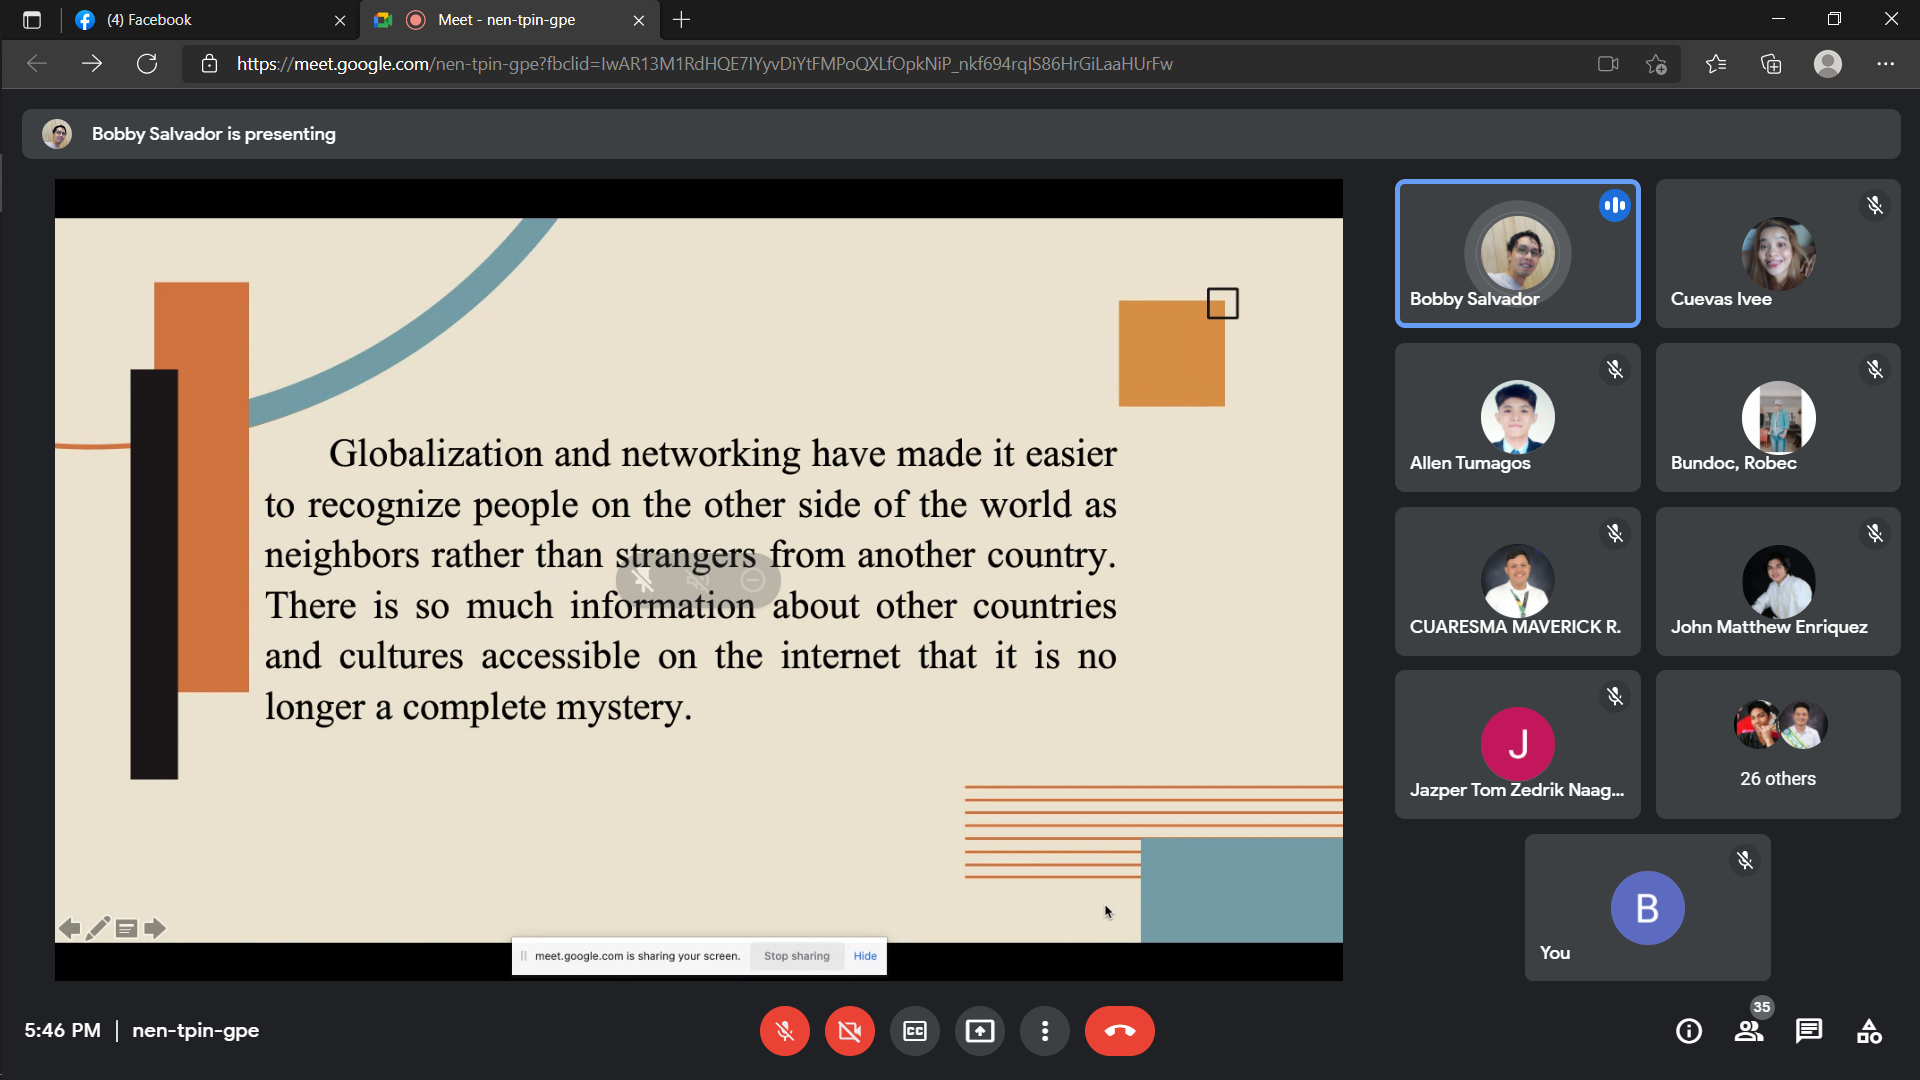 (4) Facebook
Meet - nen-tpin-gpe
https://meet.google.com/nen-tpin-gpe?fbclid=IwAR13M1RdHQE7IYyvDiYtFMPoQXLfOpkNiP_nkf694rqIS86HrGiLaaHUrFw
Bobby Salvador is presenting
Globalization and networking have made it easier
to recognize people on the other side of the world as
neighbors rather than strangers from another country.
There is so much information about other countries
and cultures accessible on the internet that it is no
longer a complete mystery.
meet.google.com is sharing your screen.
Stop sharing
Hide
Bobby Salvador
Cuevas Ivee
Allen Tumagos
Bundoc, Robec
CUARESMA MAVERICK R.
John Matthew Enriquez
J
Jazper Tom Zedrik Naag...
26 others
B
You
5:46 PM | nen-tpin-gpe
CC
35